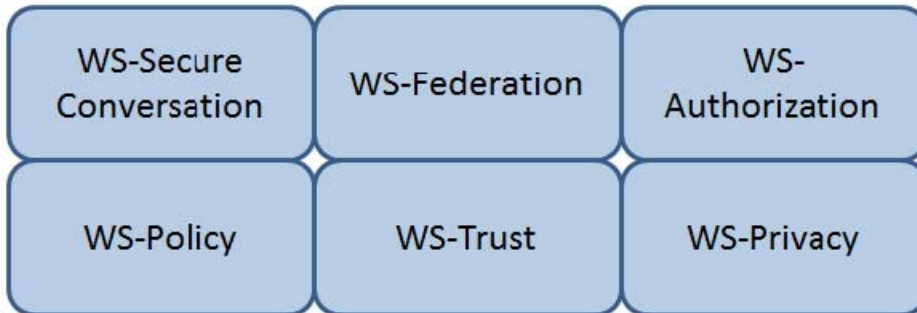 WS-Secure
Conversation
WS-Federation
WS-
Authorization
WS-Policy
WS-Trust
WS-Privacy